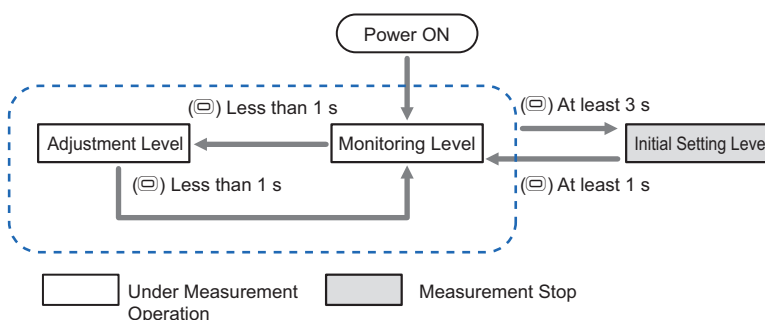 Power ON
(▭) Less than 1 s
(▭) At least 3 s
Adjustment Level
Monitoring Level
Initial Setting Level
(▭) Less than 1 s
(▭) At least 1 s
Under Measurement
Operation
Measurement Stop